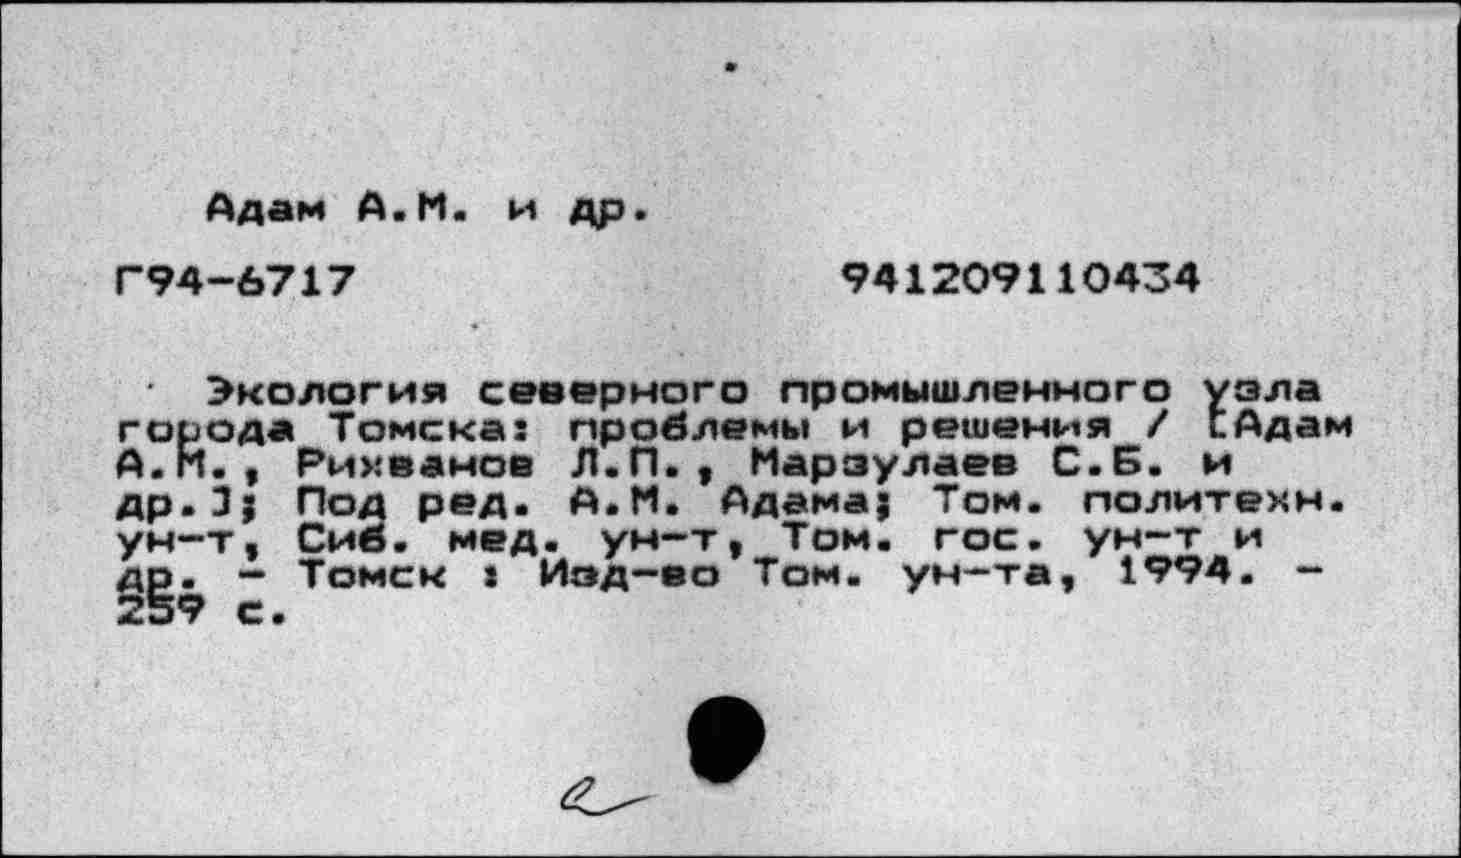 Адам А.М. и др.
Г94-6717 941209110434
Экология северного промышленного узла
города Томска: проблемы и решения / [Адам
А.М., Рихванов Л.П., Марзулаев С.Б. и
др.]; Под ред. А.М. Адама; Том. политехн.
ун-т, Сиб. мед. ун-т, Том. гос. ун-т и
др. - Томск : Изд-во Том. ун-та, 1994. -
259 с.